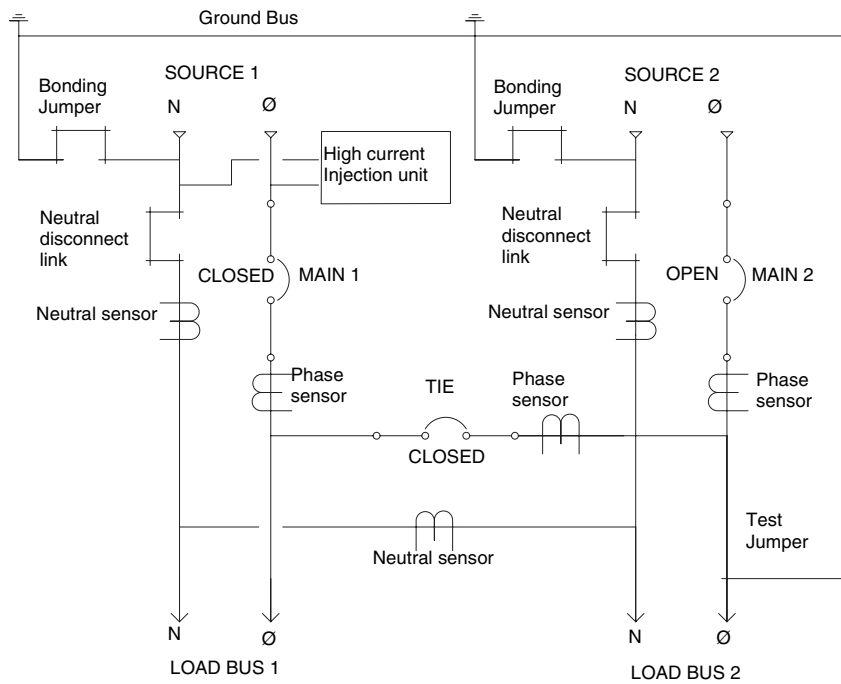 Ground Bus
SOURCE 1
SOURCE 2
Bonding
Jumper
N
Ø
Bonding
Jumper
N
Ø
High current
Injection unit
Neutral
disconnect
link
Neutral
disconnect
link
CLOSED
MAIN 1
OPEN
MAIN 2
Neutral sensor
Neutral sensor
Phase
sensor
TIE
Phase
sensor
Phase
sensor
CLOSED
Test
Jumper
Neutral sensor
N
Ø
N
Ø
LOAD BUS 1
LOAD BUS 2